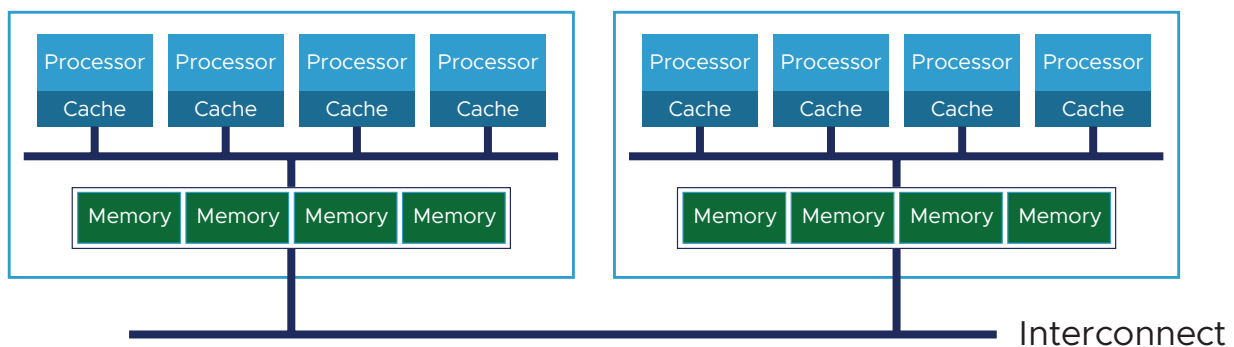 Processor Processor Processor Processor
Cache Cache Cache Cache
Memory Memory Memory Memory
Processor Processor Processor Processor
Cache Cache Cache Cache
Memory Memory Memory Memory
Interconnect